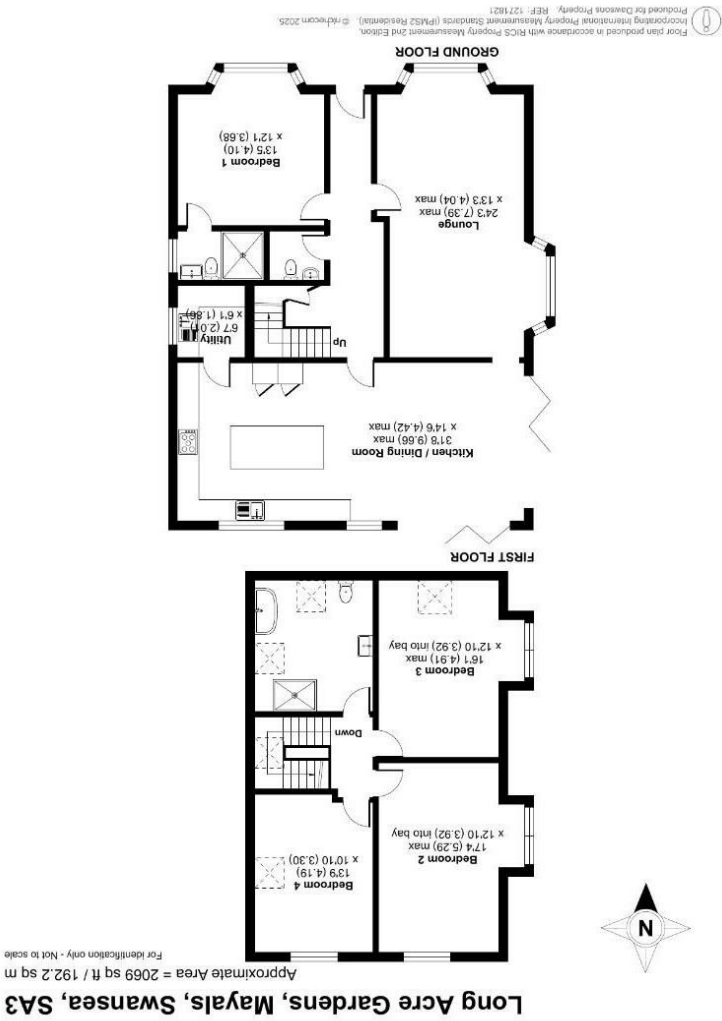 Long Acre Gardens, Mayals, Swansea, SA3
Approximate Area = 2069 sq ft / 192.2 sq m
For identification only - Not to scale
N
Bedroom 2
17'4 (5.29) max
x 12'10 (3.92) into bay
Bedroom 4
13'9 (4.19)
x 10'10 (3.30)
Down
Bedroom 3
16'1 (4.91) max
x 12'10 (3.92) into bay
FIRST FLOOR
Kitchen / Dining Room
31'8 (9.66) max
x 14'6 (4.42) max
Utility
6'7 (2.01)
x 6'1 (1.86)
Up
Lounge
24'3 (7.39) max
x 13'3 (4.04) max
Bedroom 1
13'5 (4.10)
x 12'1 (3.68)
GROUND FLOOR
Floor plan produced in accordance with RICS Property Measurement 2nd Edition,
Incorporating International Property Measurement Standards (IPMS2 Residential). © nichecom 2025.
Produced for Dawsons Property. REF: 1271821